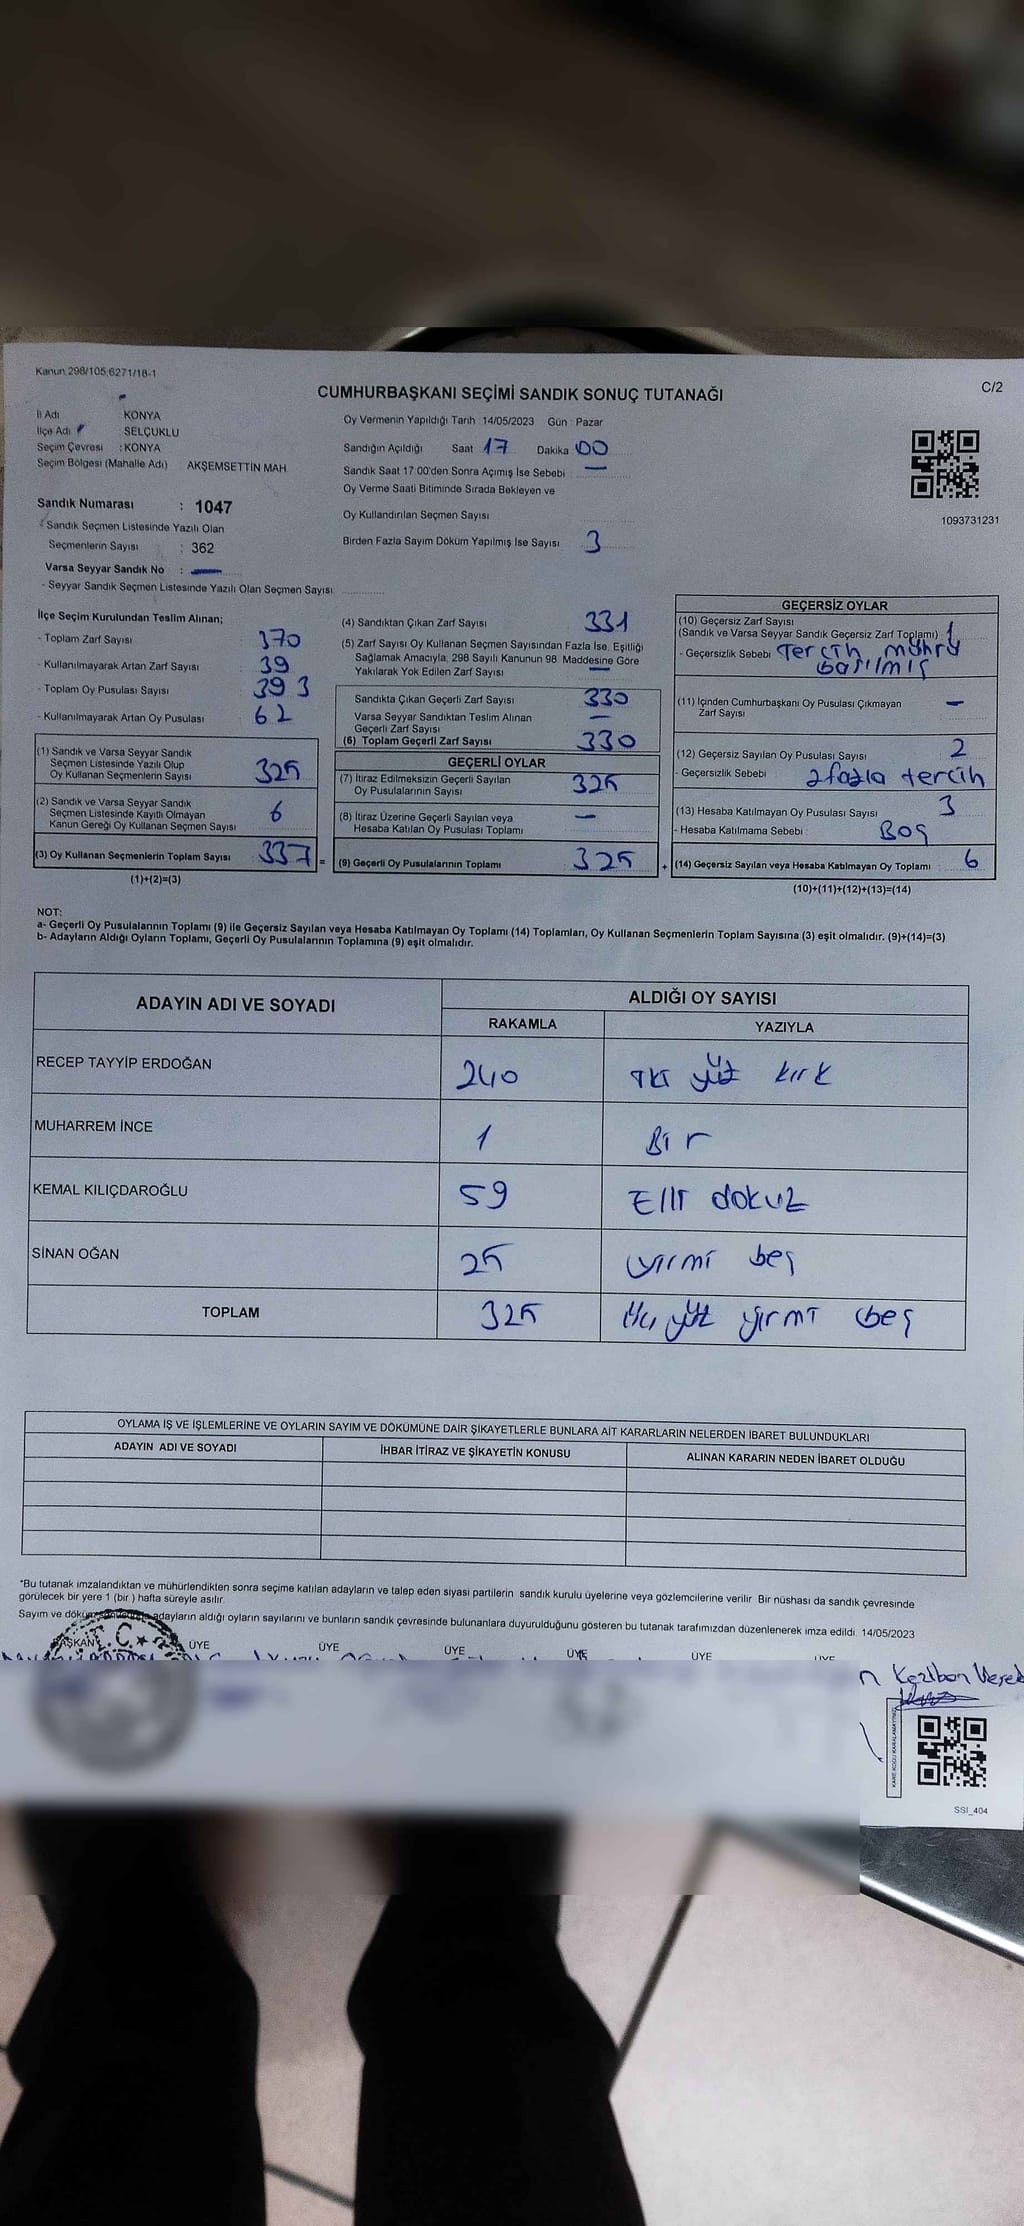 Kanun 298/105;6271/18-1
C/2
CUMHURBAŞKANI SEÇİMİ SANDIK SONUÇ TUTANAĞI
İl Adı KONYA
İlçe Adı SELÇUKLU
Seçim Çevresi : KONYA
Seçim Bölgesi (Mahalle Adı) AKŞEMSETTİN MAH
Sandık Numarası : 1047
Sandık Seçmen Listesinde Yazılı Olan
Seçmenlerin Sayısı : 362
Varsa Seyyar Sandık No : —
- Seyyar Sandık Seçmen Listesinde Yazılı Olan Seçmen Sayısı
Oy Vermenin Yapıldığı Tarih 14/05/2023 Gün : Pazar
Sandığın Açıldığı Saat 17 Dakika 00
Sandık Saat 17:00'den Sonra Açımış İse Sebebi —
Oy Verme Saati Bitiminde Sırada Bekleyen ve
Oy Kullandırılan Seçmen Sayısı
Birden Fazla Sayım Döküm Yapılmış İse Sayısı 3
1093731231
İlçe Seçim Kurulundan Teslim Alınan;
- Toplam Zarf Sayısı 370
- Kullanılmayarak Artan Zarf Sayısı 39
- Toplam Oy Pusulası Sayısı 393
- Kullanılmayarak Artan Oy Pusulası 62
(1) Sandık ve Varsa Seyyar Sandık
Seçmen Listesinde Yazılı Olup
Oy Kullanan Seçmenlerin Sayısı 325
(2) Sandık ve Varsa Seyyar Sandık
Seçmen Listesinde Kayıtlı Olmayan
Kanun Gereği Oy Kullanan Seçmen Sayısı 6
(3) Oy Kullanan Seçmenlerin Toplam Sayısı 337 =
(1)+(2)=(3)
(4) Sandıktan Çıkan Zarf Sayısı 331
(5) Zarf Sayısı Oy Kullanan Seçmen Sayısından Fazla İse, Eşitliği
Sağlamak Amacıyla, 298 Sayılı Kanunun 98 Maddesine Göre
Yakılarak Yok Edilen Zarf Sayısı —
Sandıkta Çıkan Geçerli Zarf Sayısı 330
Varsa Seyyar Sandıktan Teslim Alınan
Geçerli Zarf Sayısı —
(6) Toplam Geçerli Zarf Sayısı 330
GEÇERLİ OYLAR
(7) İtiraz Edilmeksizin Geçerli Sayılan
Oy Pusulalarının Sayısı 325
(8) İtiraz Üzerine Geçerli Sayılan veya
Hesaba Katılan Oy Pusulası Toplamı —
(9) Geçerli Oy Pusulalarının Toplamı 325 +
GEÇERSİZ OYLAR
(10) Geçersiz Zarf Sayısı
(Sandık ve Varsa Seyyar Sandık Geçersiz Zarf Toplamı) 1
- Geçersizlik Sebebi Tercih mührü
basılmış
(11) İçinden Cumhurbaşkanı Oy Pusulası Çıkmayan
Zarf Sayısı —
(12) Geçersiz Sayılan Oy Pusulası Sayısı 2
- Geçersizlik Sebebi 2 fazla tercih
(13) Hesaba Katılmayan Oy Pusulası Sayısı 3
- Hesaba Katılmama Sebebi Boş
(14) Geçersiz Sayılan veya Hesaba Katılmayan Oy Toplamı 6
(10)+(11)+(12)+(13)=(14)
NOT:
a- Geçerli Oy Pusulalarının Toplamı (9) ile Geçersiz Sayılan veya Hesaba Katılmayan Oy Toplamı (14) Toplamları, Oy Kullanan Seçmenlerin Toplam Sayısına (3) eşit olmalıdır. (9)+(14)=(3)
b- Adayların Aldığı Oyların Toplamı, Geçerli Oy Pusulalarının Toplamına (9) eşit olmalıdır.
ADAYIN ADI VE SOYADI
ALDIĞI OY SAYISI
RAKAMLA YAZIYLA
RECEP TAYYİP ERDOĞAN 240 İki yüz kırk
MUHARREM İNCE 1 Bir
KEMAL KILIÇDAROĞLU 59 Elli dokuz
SİNAN OĞAN 25 yirmi beş
TOPLAM 325 Üç yüz yirmi beş
OYLAMA İŞ VE İŞLEMLERİNE VE OYLARIN SAYIM VE DÖKÜMÜNE DAİR ŞİKAYETLERLE BUNLARA AİT KARARLARIN NELERDEN İBARET BULUNDUKLARI
ADAYIN ADI VE SOYADI İHBAR İTİRAZ VE ŞİKAYETİN KONUSU ALINAN KARARIN NEDEN İBARET OLDUĞU
*Bu tutanak imzalandıktan ve mühürlendikten sonra seçime katılan adayların ve talep eden siyasi partilerin sandık kurulu üyelerine veya gözlemcilerine verilir. Bir nüshası da sandık çevresinde
görülecek bir yere 1 (bir ) hafta süreyle asılır.
Sayım ve döküm adayların aldığı oyların sayılarını ve bunların sandık çevresinde bulunanlara duyurulduğunu gösteren bu tutanak tarafımızdan düzenlenerek imza edildi. 14/05/2023
BAŞKAN T.C. ÜYE ÜYE ÜYE ÜYE ÜYE ÜYE
KARE KODU KARALAMAYINIZ
SSI_404